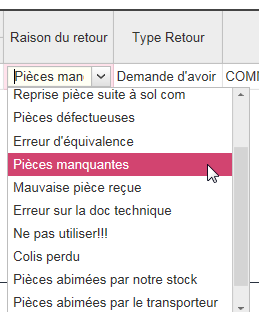 Raison du retour Type Retour
Pièces man Demande d'avoir COM
Reprise pièce suite à sol com
Pièces défectueuses
Erreur d'équivalence
Pièces manquantes
Mauvaise pièce reçue
Erreur sur la doc technique
Ne pas utiliser!!!
Colis perdu
Pièces abimées par notre stock
Pièces abimées par le transporteur